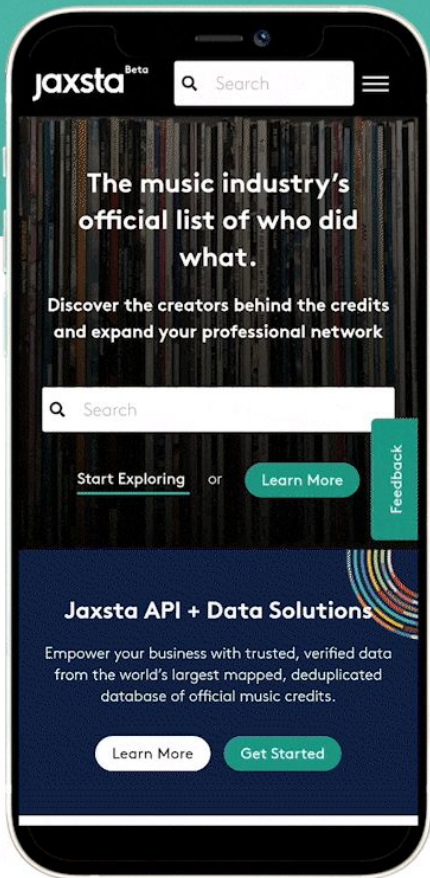 jaxsta Beta
Search
The music industry's
official list of who did
what.
Discover the creators behind the credits
and expand your professional network
Search
Start Exploring or Learn More
Feedback
Jaxsta API + Data Solutions
Empower your business with trusted, verified data
from the world's largest mapped, deduplicated
database of official music credits.
Learn More Get Started